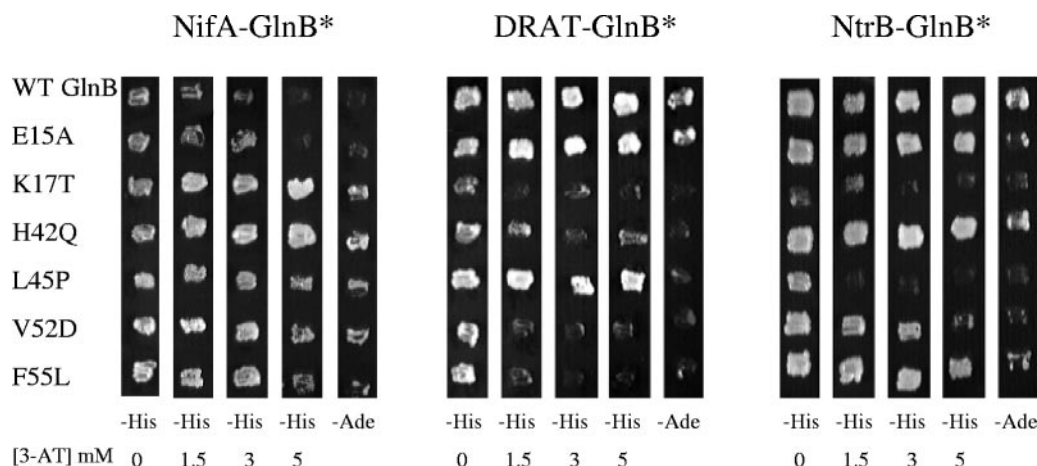 NifA-GlnB* DRAT-GlnB* NtrB-GlnB*
WT GlnB
E15A
K17T
H42Q
L45P
V52D
F55L
-His -His -His -His -Ade -His -His -His -His -Ade -His -His -His -His -Ade
[3-AT] mM 0 1.5 3 5 0 1.5 3 5 0 1.5 3 5